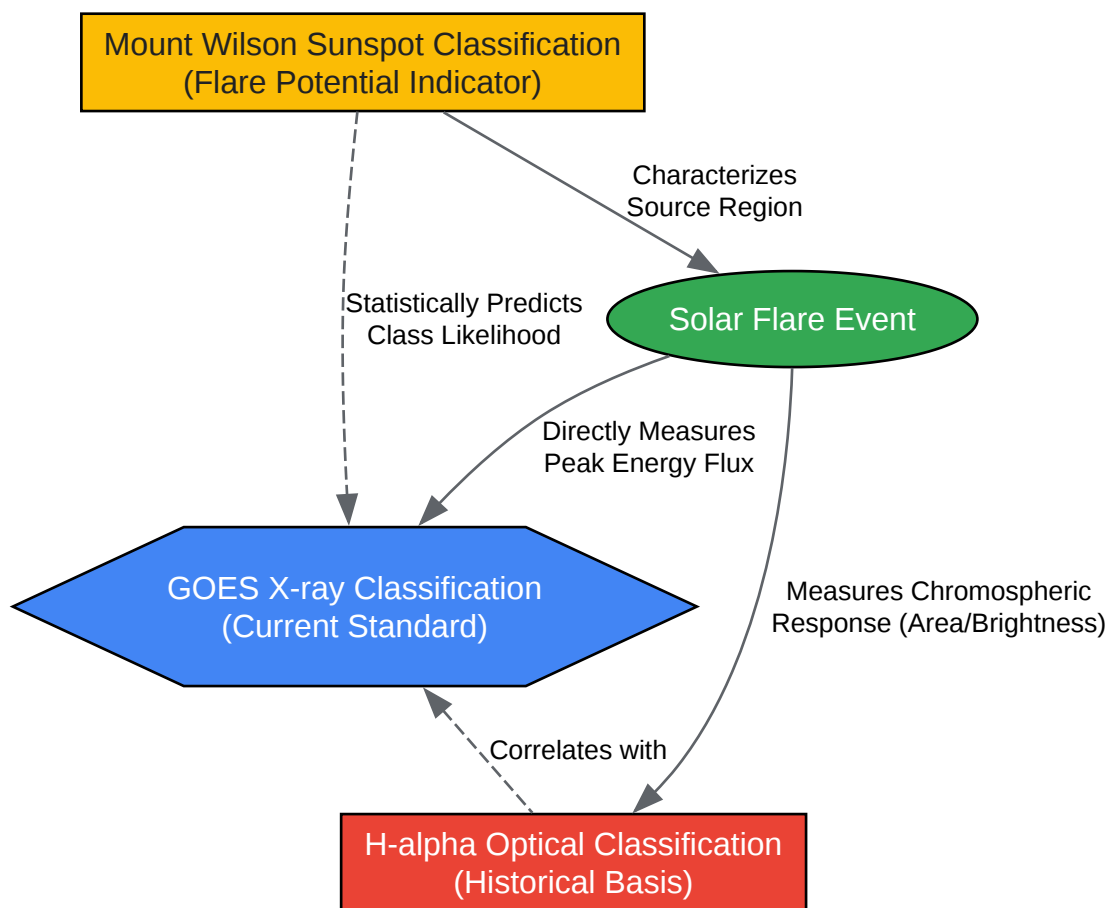 Mount Wilson Sunspot Classification
(Flare Potential Indicator)
Characterizes
Source Region
Statistically Predicts
Class Likelihood
Solar Flare Event
Directly Measures
Peak Energy Flux
GOES X-ray Classification
(Current Standard)
Measures Chromospheric
Response (Area/Brightness)
Correlates with
H-alpha Optical Classification
(Historical Basis)